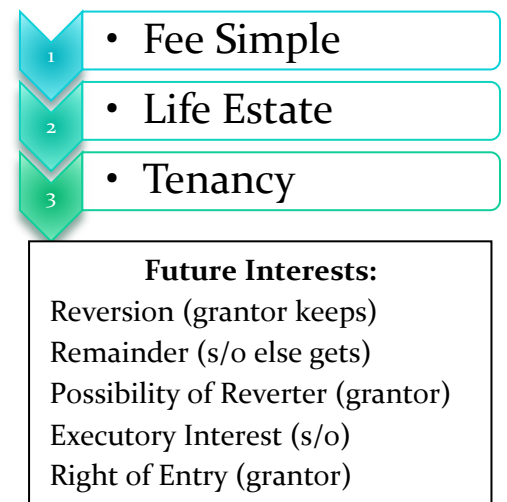 1 • Fee Simple
2 • Life Estate
3 • Tenancy
Future Interests:
Reversion (grantor keeps)
Remainder (s/o else gets)
Possibility of Reverter (grantor)
Executory Interest (s/o)
Right of Entry (grantor)